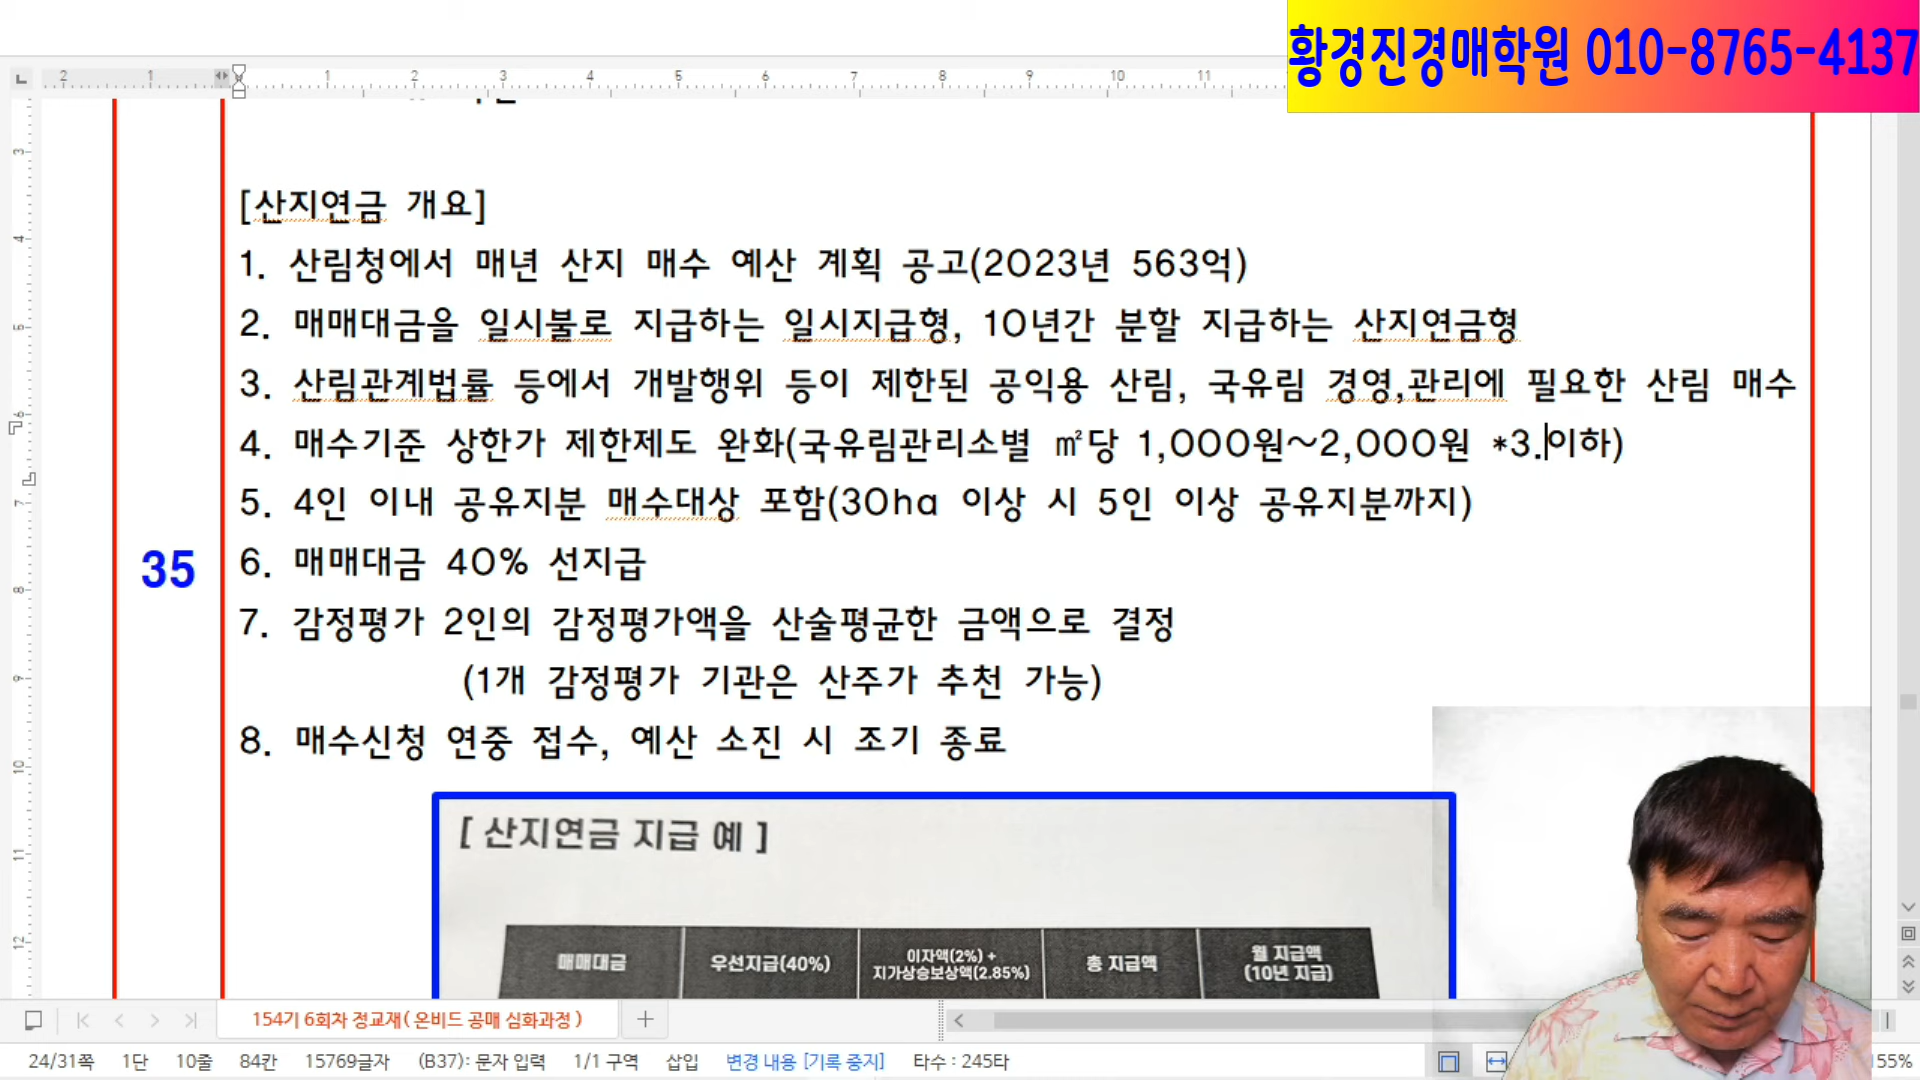 황경진경매학원 010-8765-4137
[산지연금 개요]
1. 산림청에서 매년 산지 매수 예산 계획 공고(2023년 563억)
2. 매매대금을 일시불로 지급하는 일시지급형, 10년간 분할 지급하는 산지연금형
3. 산림관계법률 등에서 개발행위 등이 제한된 공익용 산림, 국유림 경영,관리에 필요한 산림 매수
4. 매수기준 상한가 제한제도 완화(국유림관리소별 ㎡당 1,000원~2,000원 *3.이하)
5. 4인 이내 공유지분 매수대상 포함(30ha 이상 시 5인 이상 공유지분까지)
35
6. 매매대금 40% 선지급
7. 감정평가 2인의 감정평가액을 산술평균한 금액으로 결정
(1개 감정평가 기관은 산주가 추천 가능)
8. 매수신청 연중 접수, 예산 소진 시 조기 종료
[ 산지연금 지급 예 ]
매매대금 우선지급(40%) 이자액(2%) + 지가상승보상액(2.85%) 총 지급액 월 지급액 (10년 지급)
154기 6회차 정교재( 온비드 공매 심화과정 )
24/31쪽 1단 10줄 84칸 15769글자 (B37): 문자 입력 1/1 구역 삽입 변경 내용 [기록 중지] 타수 : 245타 55%